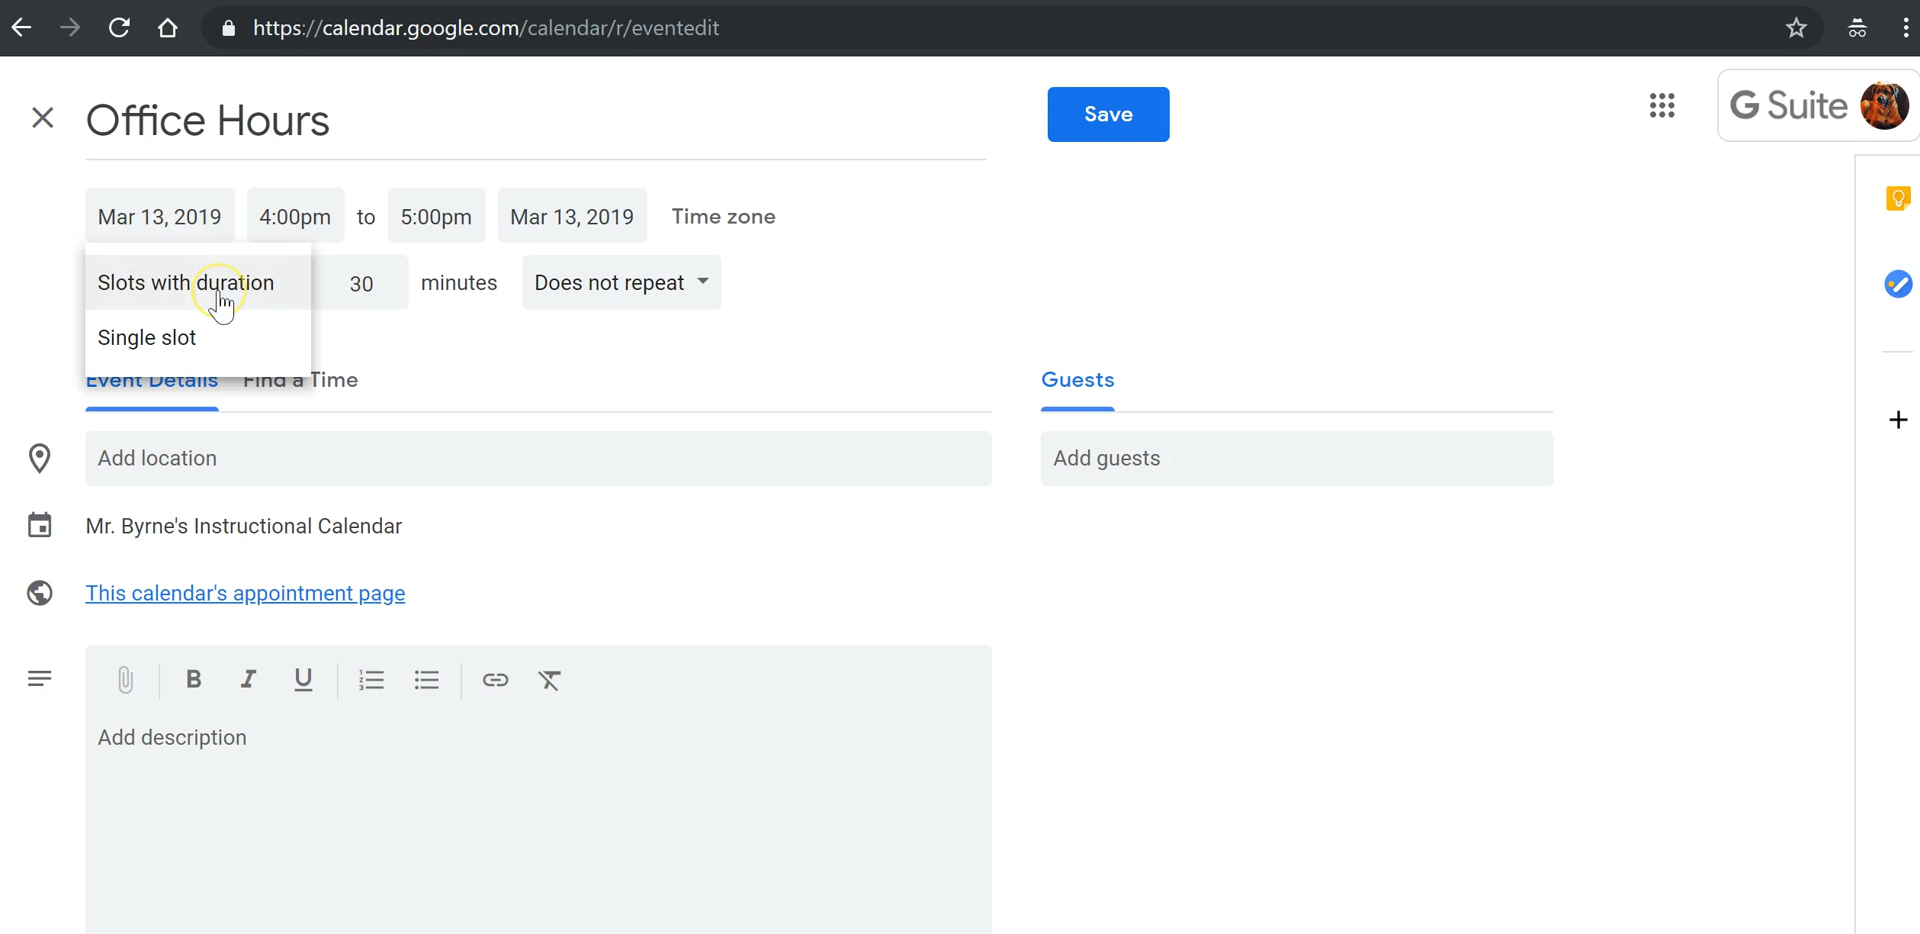 https://calendar.google.com/calendar/r/eventedit
Office Hours
Save
G Suite
Mar 13, 2019 4:00pm to 5:00pm Mar 13, 2019 Time zone
Slots with duration 30 minutes Does not repeat
Single slot
Event Details Find a Time Guests
Add location Add guests
Mr. Byrne's Instructional Calendar
This calendar's appointment page
B I U
Add description